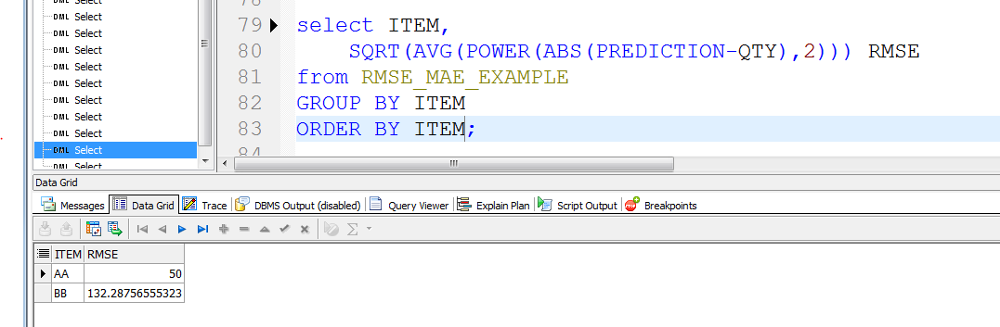 78
DML Select
DML Select
DML Select
DML Select
DML Select
DML Select
DML Select
DML Select
DML Select
DML Select
79 select ITEM,
80 SQRT(AVG(POWER(ABS(PREDICTION-QTY),2))) RMSE
81 from RMSE_MAE_EXAMPLE
82 GROUP BY ITEM
83 ORDER BY ITEM;
84
Data Grid
Messages Data Grid Trace DBMS Output (disabled) Query Viewer Explain Plan Script Output Breakpoints
ITEM RMSE
AA 50
BB 132.28756555323